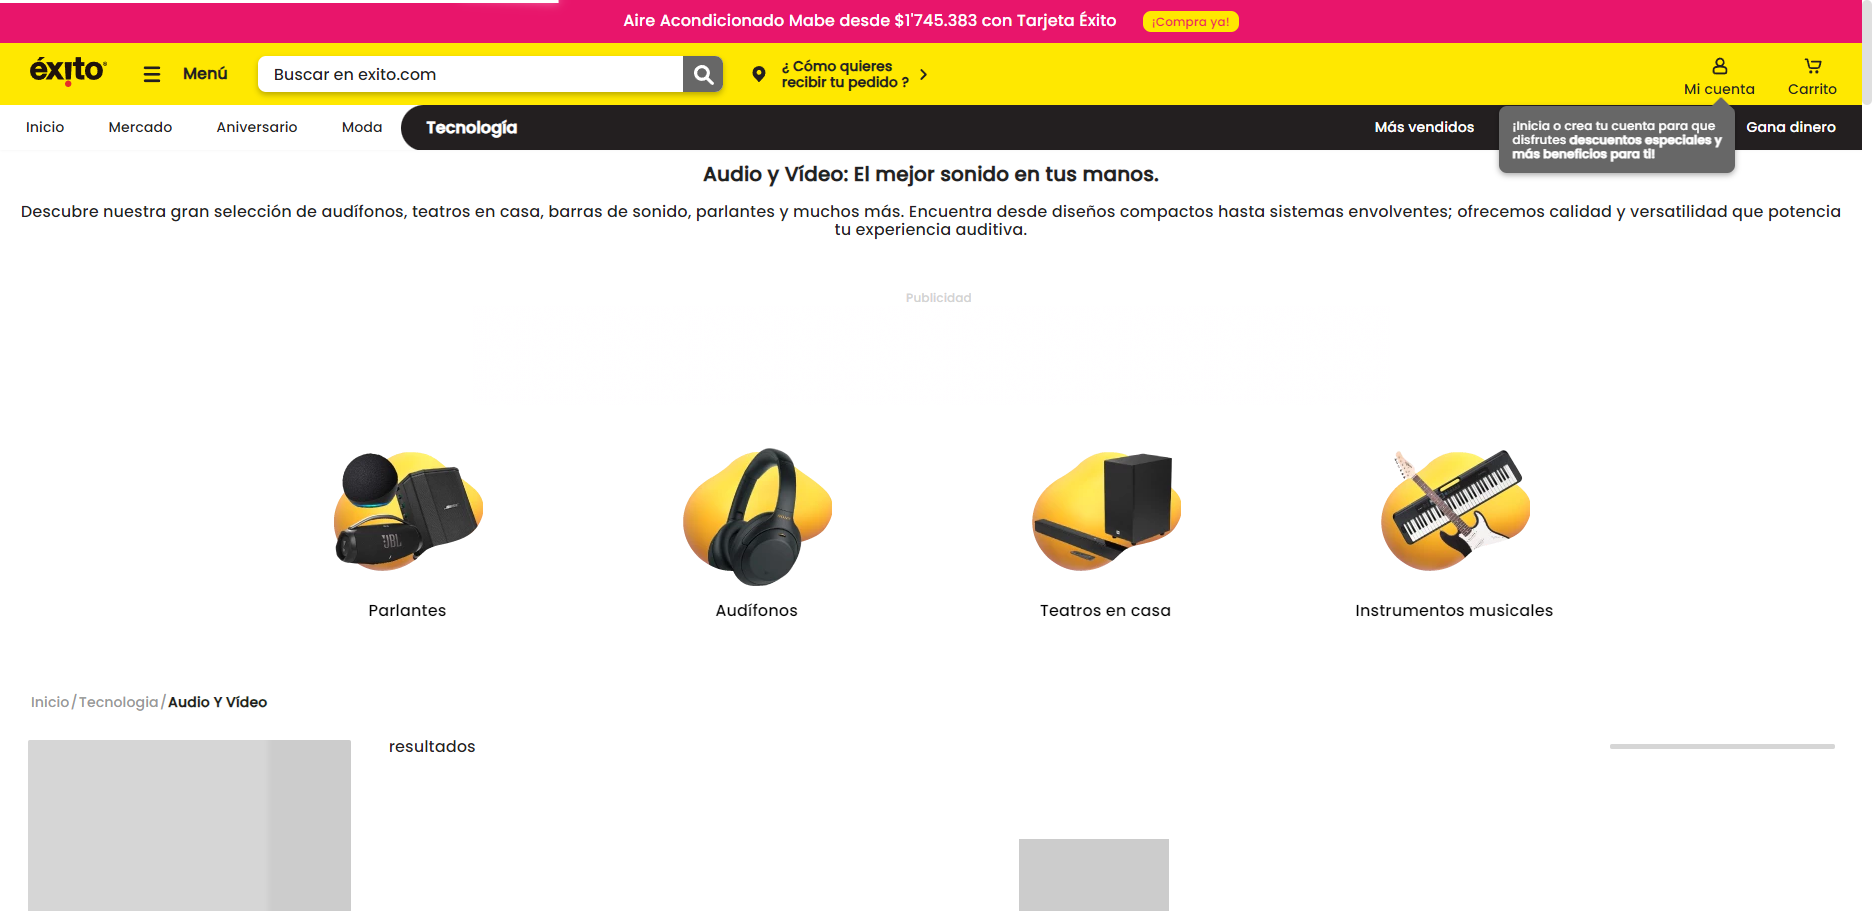 Aire Acondicionado Mabe desde $1'745.383 con Tarjeta Éxito
¡Compra ya!
éxito
Menú
Buscar en exito.com
¿ Cómo quieres
recibir tu pedido ?
Mi cuenta
Carrito
Inicio
Mercado
Aniversario
Moda
Tecnología
Más vendidos
Gana dinero
¡Inicia o crea tu cuenta para que
disfrutes descuentos especiales y
más beneficios para ti!
Audio y Vídeo: El mejor sonido en tus manos.
Descubre nuestra gran selección de audífonos, teatros en casa, barras de sonido, parlantes y muchos más. Encuentra desde diseños compactos hasta sistemas envolventes; ofrecemos calidad y versatilidad que potencia
tu experiencia auditiva.
Publicidad
JBL
Parlantes
Audífonos
Teatros en casa
Instrumentos musicales
Inicio/Tecnologia/Audio Y Vídeo
resultados